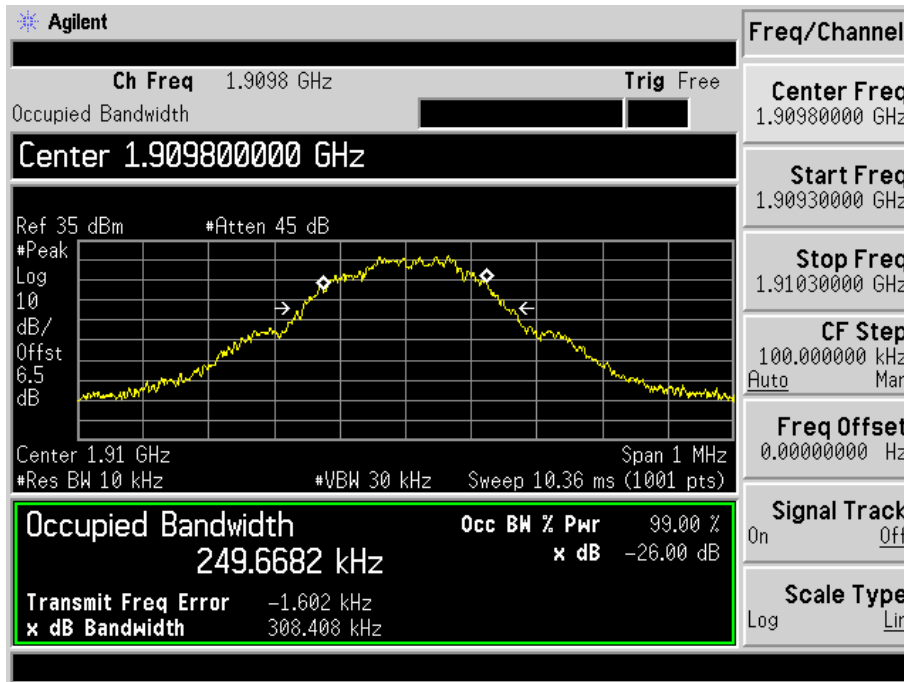 Agilent
Ch Freq 1.9098 GHz Trig Free
Occupied Bandwidth
Center 1.909800000 GHz
Ref 35 dBm #Atten 45 dB
#Peak
Log
10
dB/
Offst
6.5
dB
Center 1.91 GHz Span 1 MHz
#Res BW 10 kHz #VBW 30 kHz Sweep 10.36 ms (1001 pts)
Occupied Bandwidth Occ BW % Pwr 99.00 %
249.6682 kHz x dB -26.00 dB
Transmit Freq Error -1.602 kHz
x dB Bandwidth 308.408 kHz
Freq/Channel
Center Freq
1.90980000 GHz
Start Freq
1.90930000 GHz
Stop Freq
1.91030000 GHz
CF Step
100.000000 kHz
Auto Man
Freq Offset
0.00000000 Hz
Signal Track
On Off
Scale Type
Log Lin